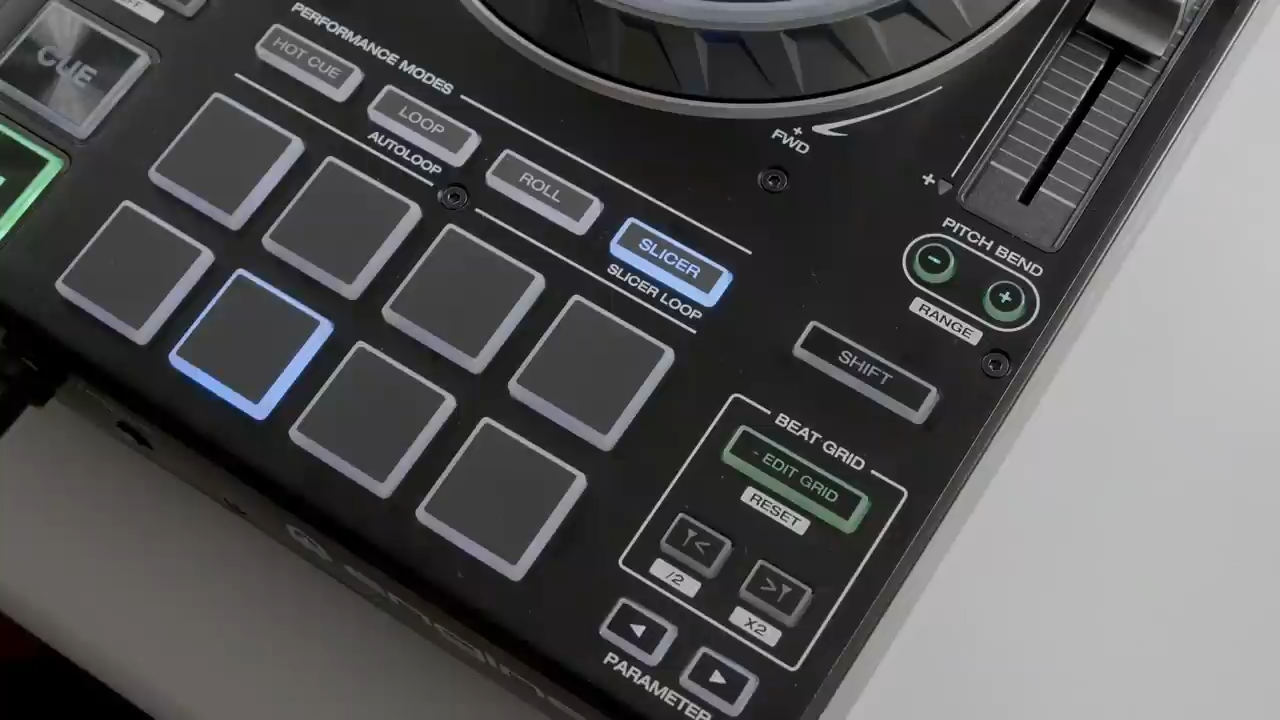 CUE
PERFORMANCE MODES
HOT CUE
LOOP
AUTOLOOP
ROLL
SLICER
SLICER LOOP
+
FWD
+
PITCH BEND
-
+
RANGE
SHIFT
BEAT GRID
- EDIT GRID
RESET
<
/2
>
X2
PARAMETER
engine